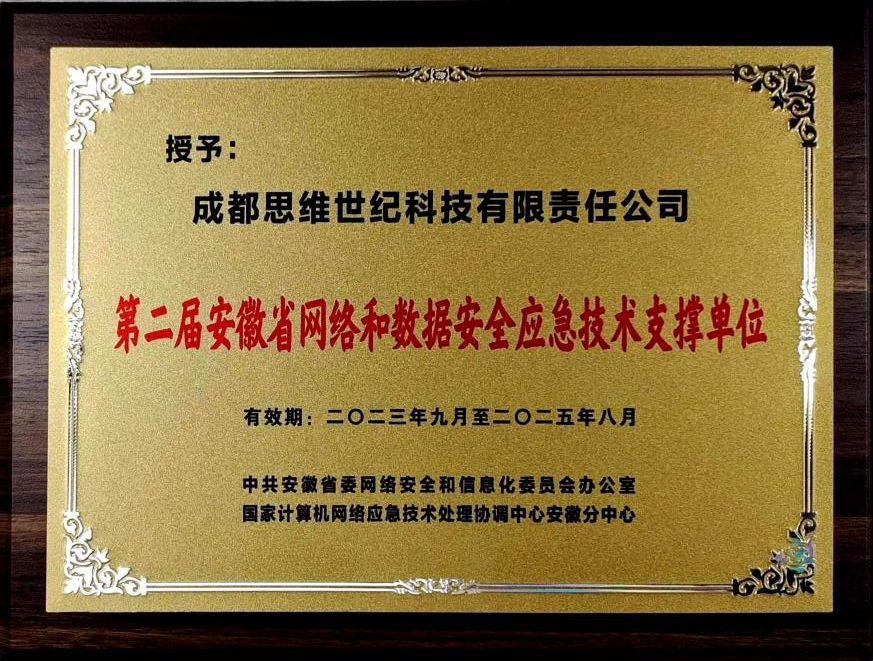 授予：
成都思维世纪科技有限责任公司
第二届安徽省网络和数据安全应急技术支撑单位
有效期：二〇二三年九月至二〇二五年八月
中共安徽省委网络安全和信息化委员会办公室
国家计算机网络应急技术处理协调中心安徽分中心